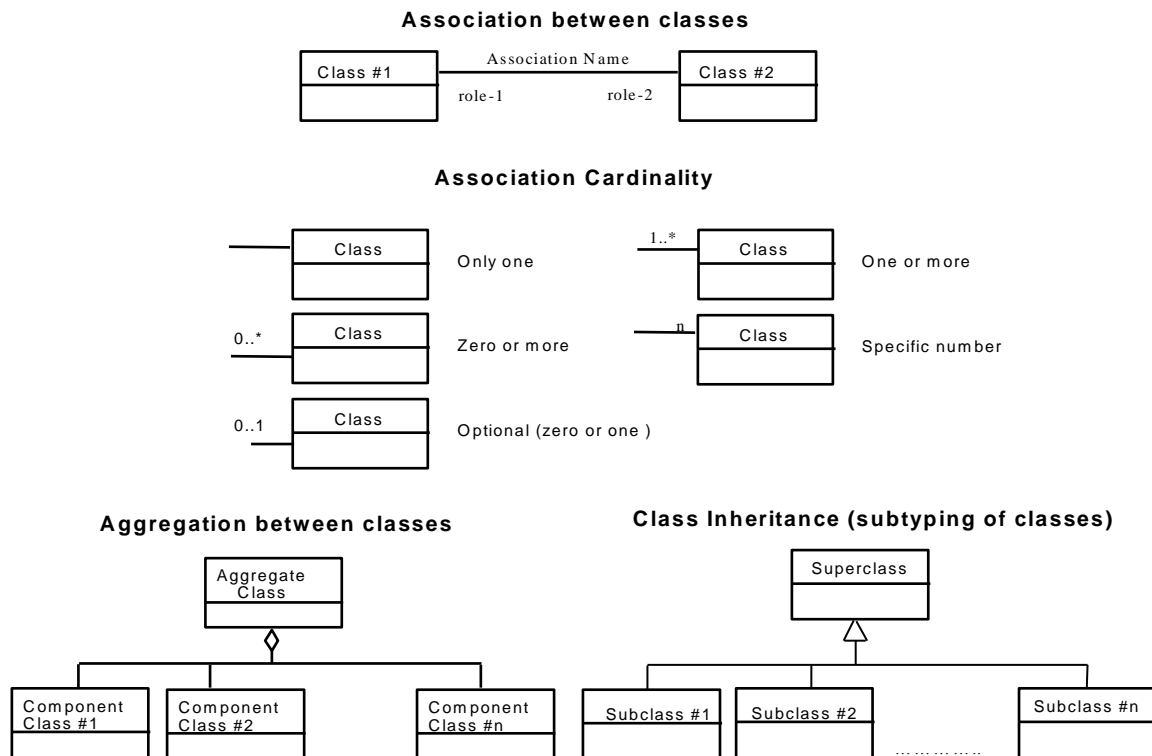 Association between classes
Class #1
Association Name
Class #2
role-1
role-2
Association Cardinality
Class
Only one
1..*
Class
One or more
0..*
Class
Zero or more
n
Class
Specific number
0..1
Class
Optional (zero or one )
Aggregation between classes
Aggregate
Class
Component
Class #1
Component
Class #2
Component
Class #n
Class Inheritance (subtyping of classes)
Superclass
Subclass #1
Subclass #2
…………..
Subclass #n